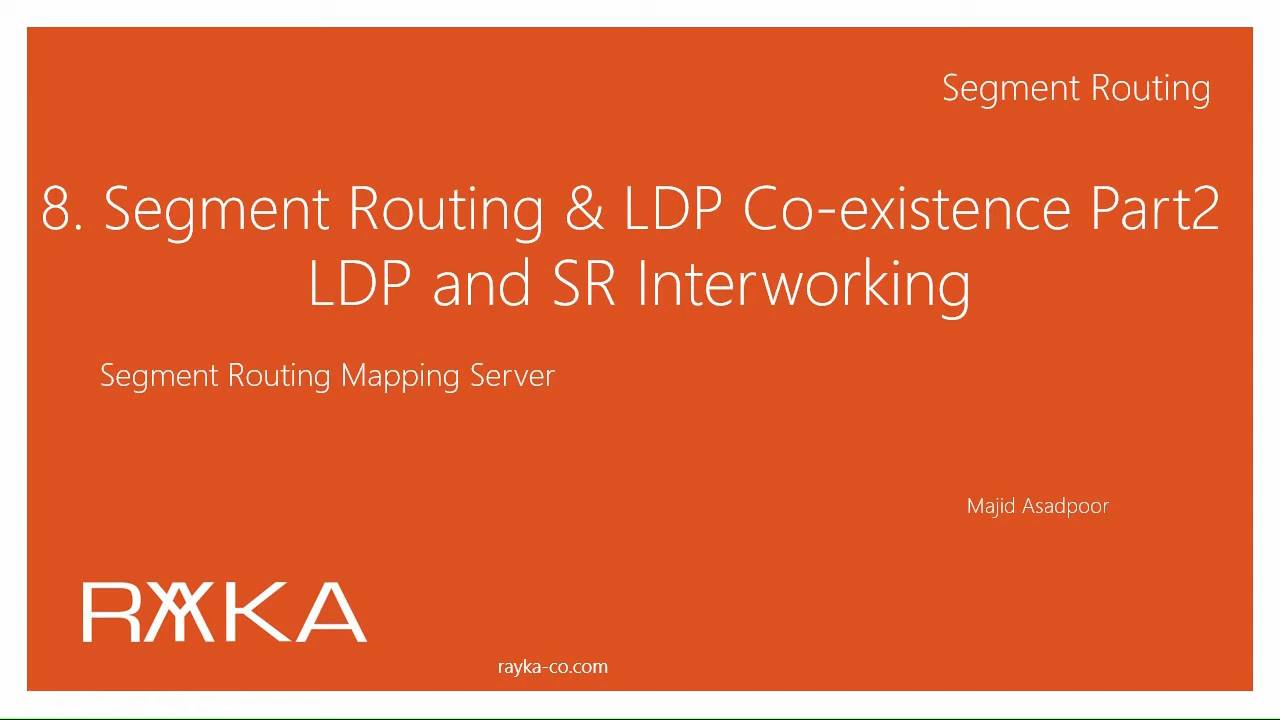 Segment Routing
8. Segment Routing & LDP Co-existence Part2
LDP and SR Interworking
Segment Routing Mapping Server
Majid Asadpoor
RAYKA
rayka-co.com